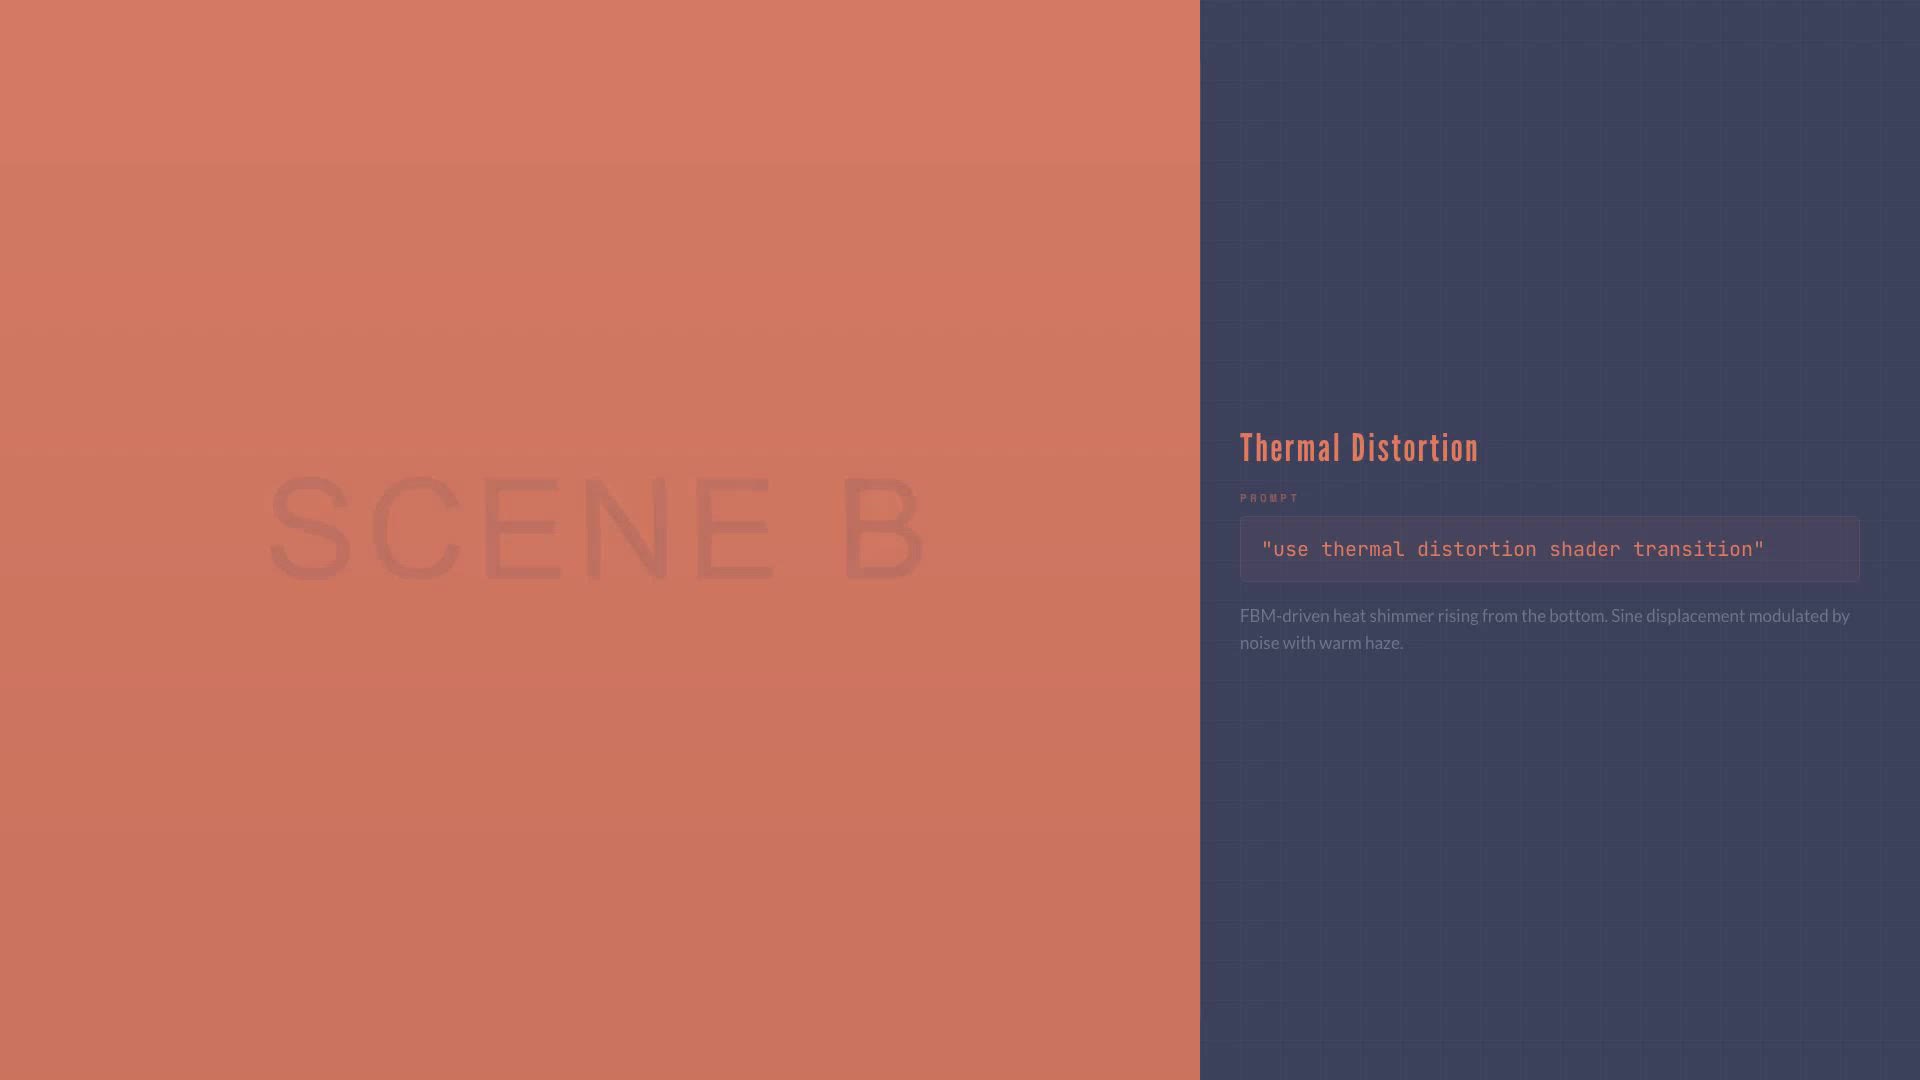 SCENE B
Thermal Distortion
PROMPT
"use thermal distortion shader transition"
FBM-driven heat shimmer rising from the bottom. Sine displacement modulated by
noise with warm haze.